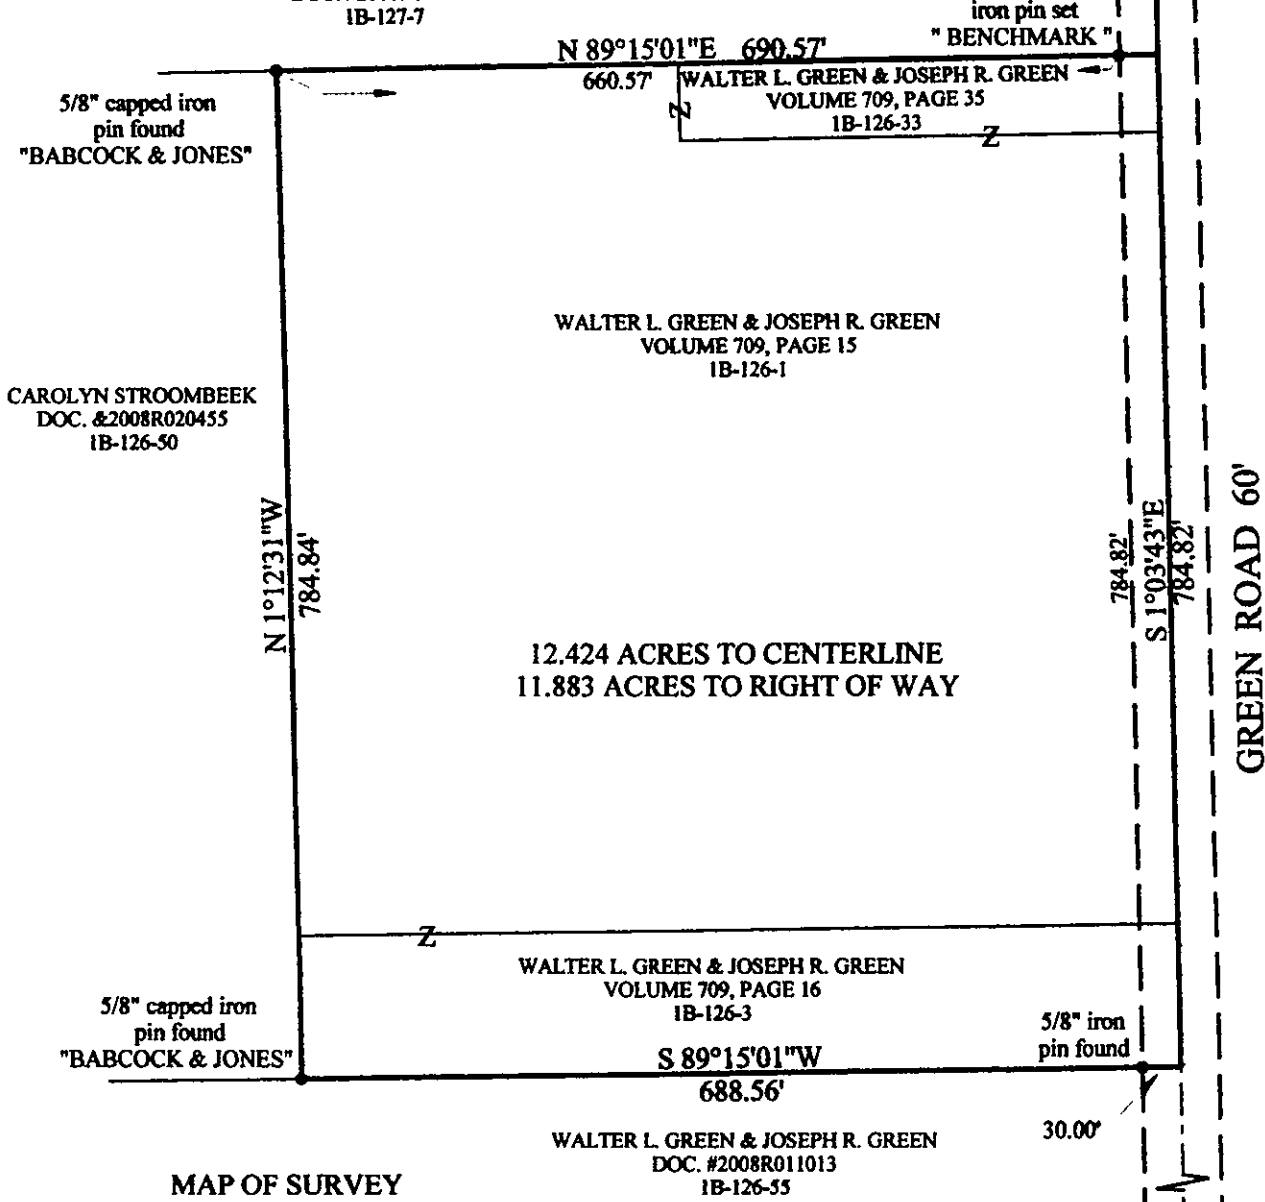 1B-127-7
iron pin set
" BENCHMARK "
N 89°15'01"E 690.57'
660.57'
WALTER L. GREEN & JOSEPH R. GREEN
VOLUME 709, PAGE 35
1B-126-33
Z
Z
5/8" capped iron
pin found
"BABCOCK & JONES"
WALTER L. GREEN & JOSEPH R. GREEN
VOLUME 709, PAGE 15
1B-126-1
CAROLYN STROOMBEEK
DOC. &2008R020455
1B-126-50
N 1°12'31"W
784.84'
784.82'
S 1°03'43"E
784.82'
GREEN ROAD 60'
12.424 ACRES TO CENTERLINE
11.883 ACRES TO RIGHT OF WAY
Z
WALTER L. GREEN & JOSEPH R. GREEN
VOLUME 709, PAGE 16
1B-126-3
5/8" capped iron
pin found
"BABCOCK & JONES"
5/8" iron
pin found
S 89°15'01"W
688.56'
30.00'
WALTER L. GREEN & JOSEPH R. GREEN
DOC. #2008R011013
1B-126-55
MAP OF SURVEY